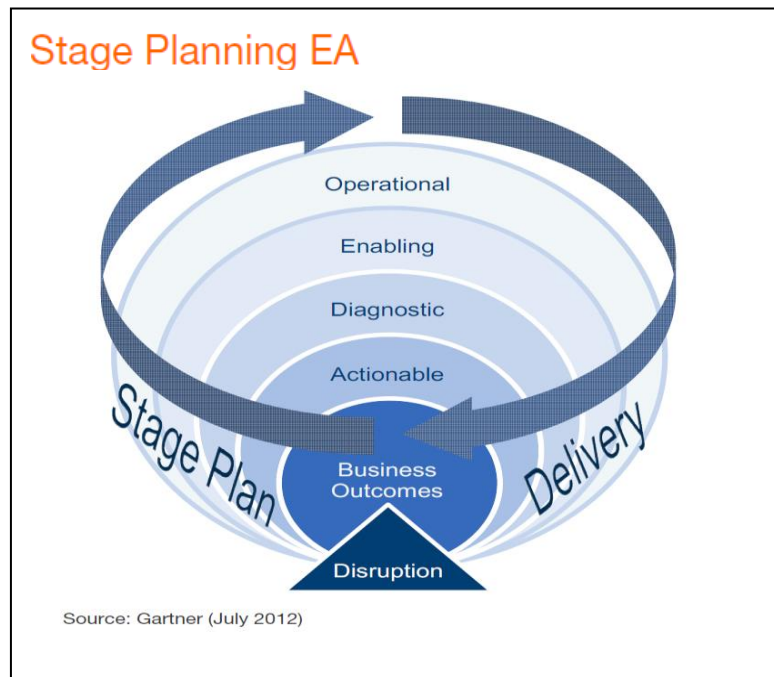 Stage Planning EA
Operational
Enabling
Diagnostic
Actionable
Stage Plan
Delivery
Business
Outcomes
Disruption
Source: Gartner (July 2012)